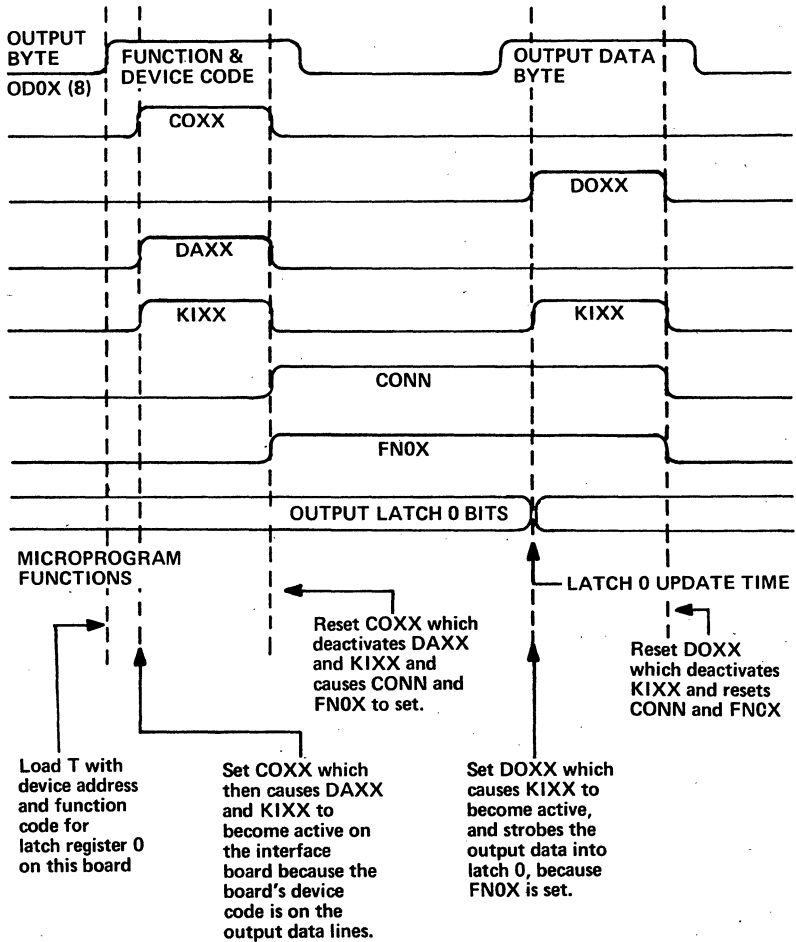 OUTPUT
BYTE
OD0X (8)
FUNCTION &
DEVICE CODE
OUTPUT DATA
BYTE
COXX
DOXX
DAXX
KIXX
KIXX
CONN
FN0X
OUTPUT LATCH 0 BITS
MICROPROGRAM
FUNCTIONS
LATCH 0 UPDATE TIME
Reset COXX which
deactivates DAXX
and KIXX and
causes CONN and
FN0X to set.
Reset DOXX
which deactivates
KIXX and resets
CONN and FN0X
Load T with
device address
and function
code for
latch register 0
on this board
Set COXX which
then causes DAXX
and KIXX to
become active on
the interface
board because the
board's device
code is on the
output data lines.
Set DOXX which
causes KIXX to
become active,
and strobes the
output data into
latch 0, because
FN0X is set.